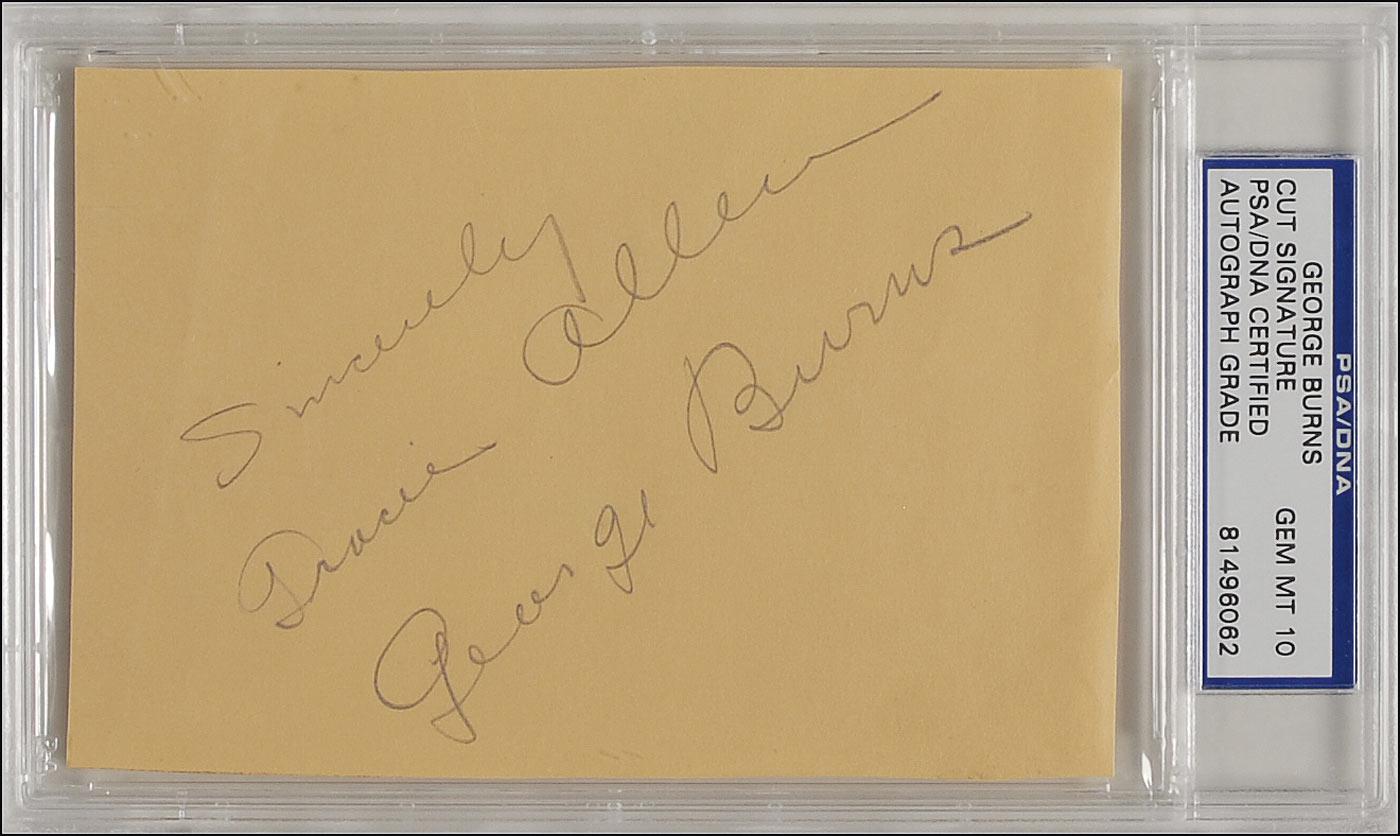 Sincerely
Gracie Allen
George Burns
PSA/DNA
GEORGE BURNS GEM MT 10
CUT SIGNATURE
PSA/DNA CERTIFIED
AUTOGRAPH GRADE 81496062